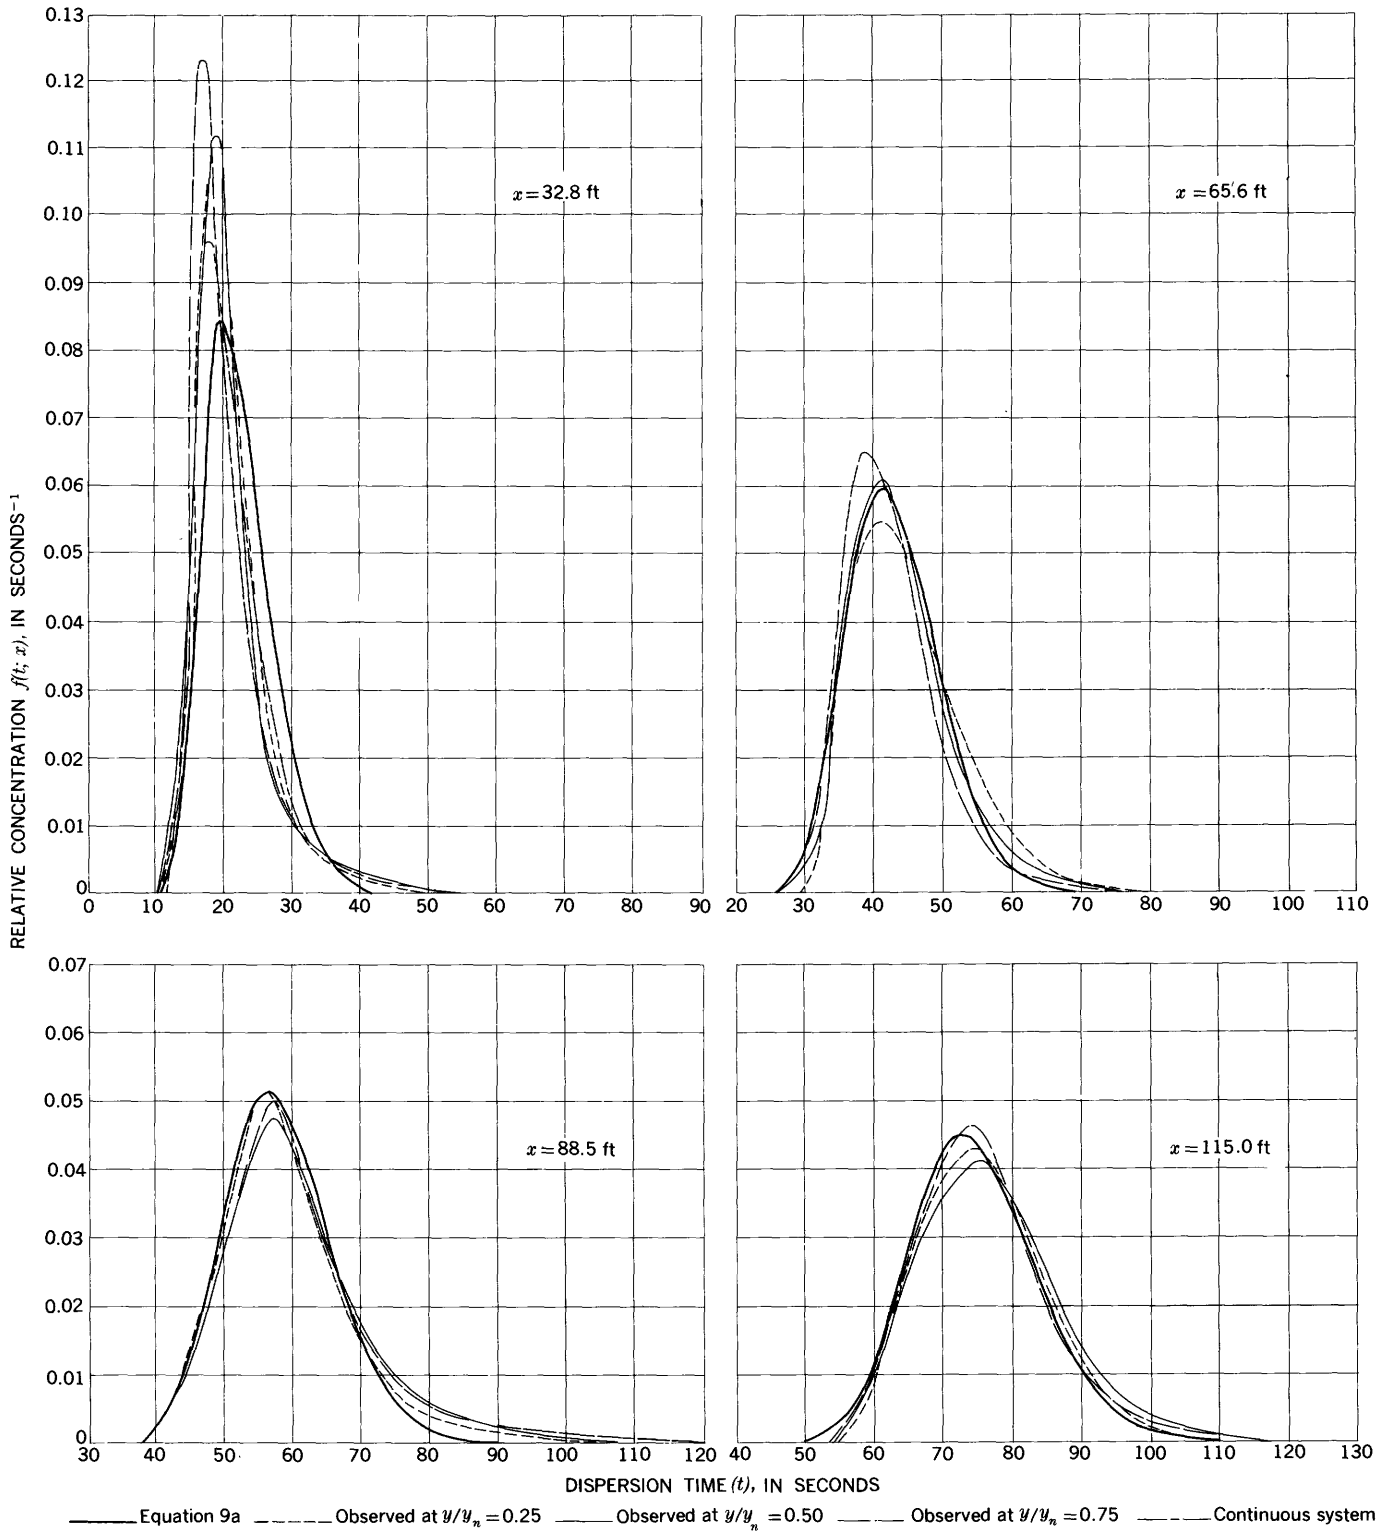 0.13
0.12
0.11
x=32.8 ft
x=65.6 ft
0.10
0.09
0.08
0.07
0.06
0.05
0.04
0.03
0.02
0.01
0
0 10 20 30 40 50 60 70 80 90
20 30 40 50 60 70 80 90 100 110
RELATIVE CONCENTRATION f(t; x), IN SECONDS⁻¹
0.07
0.06
0.05
x=88.5 ft
x=115.0 ft
0.04
0.03
0.02
0.01
0
30 40 50 60 70 80 90 100 110 120
40 50 60 70 80 90 100 110 120 130
DISPERSION TIME (t), IN SECONDS
Equation 9a Observed at y/yₙ=0.25 Observed at y/yₙ=0.50 Observed at y/yₙ=0.75 Continuous system